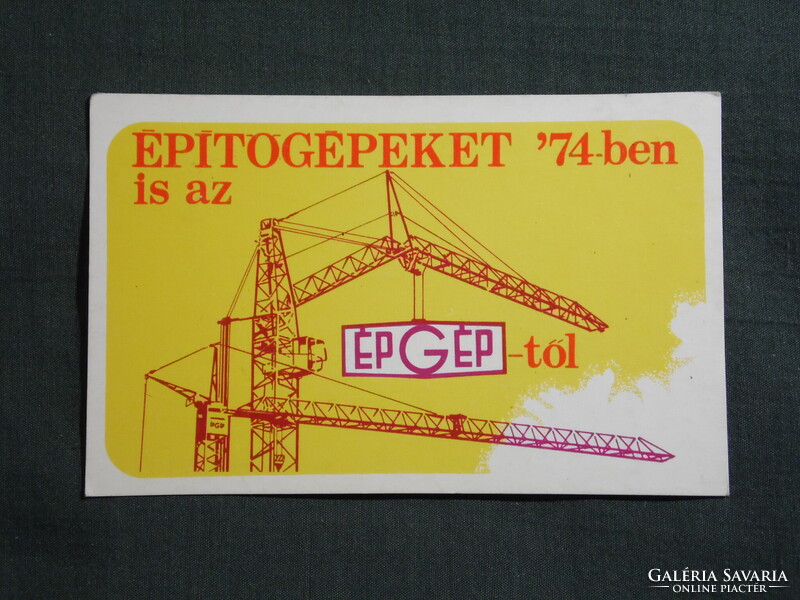 ÉPÍTŐGÉPEKET '74-ben
is az
ÉPGÉP-től
GALÉRIA SAVARIA
ONLINE PIACTÉR